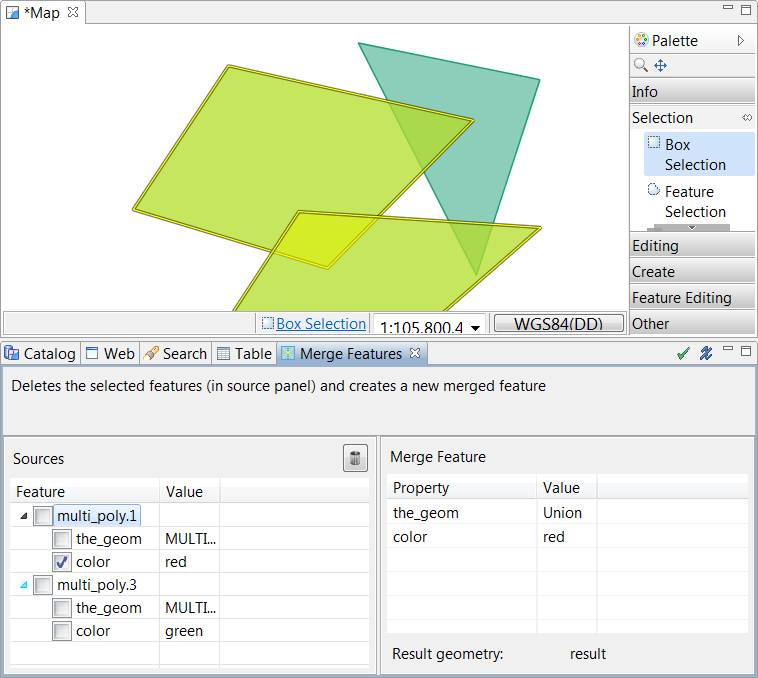 *Map
Palette
Info
Selection
Box
Selection
Feature
Selection
Editing
Create
Feature Editing
Other
Box Selection
1:105,800,4
WGS84(DD)
Catalog
Web
Search
Table
Merge Features
Deletes the selected features (in source panel) and creates a new merged feature
Sources
Feature Value
multi_poly.1
the_geom MULTI...
color red
multi_poly.3
the_geom MULTI...
color green
Merge Feature
Property Value
the_geom Union
color red
Result geometry: result